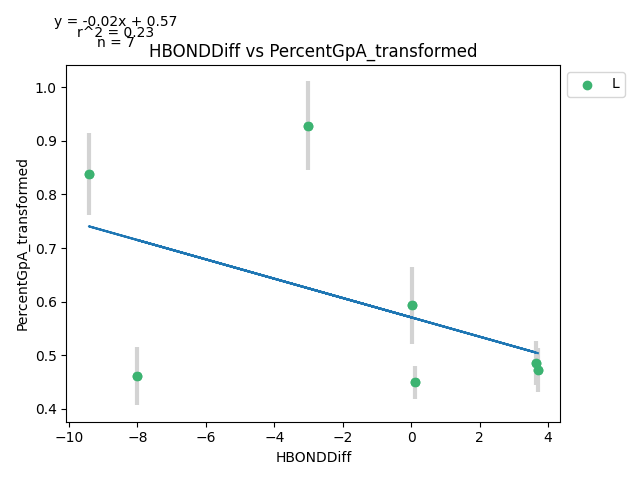 y = -0.02x + 0.57
r^2 = 0.23
n = 7
HBONDDiff vs PercentGpA_transformed
L
PercentGpA_transformed
1.0
0.9
0.8
0.7
0.6
0.5
0.4
−10
−8
−6
−4
−2
0
2
4
HBONDDiff